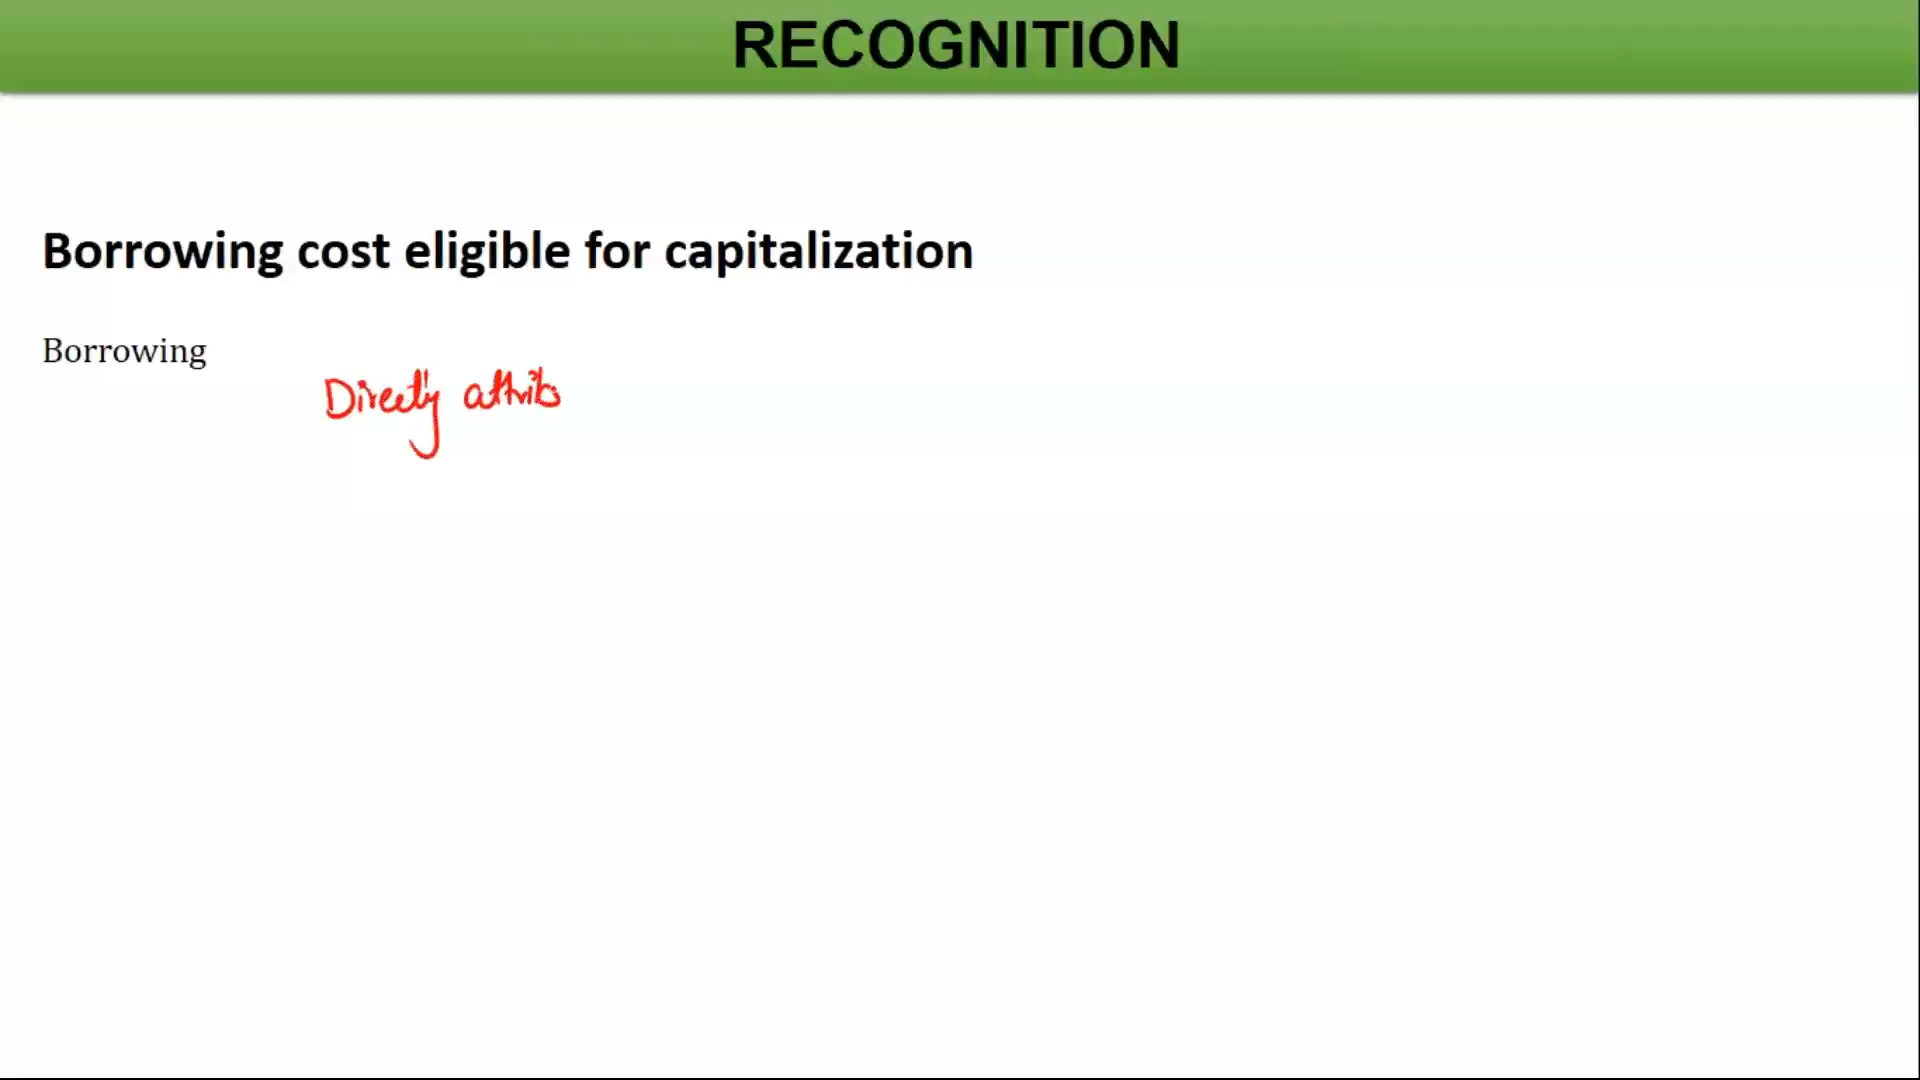 RECOGNITION
Borrowing cost eligible for capitalization
Borrowing
Directly attrib